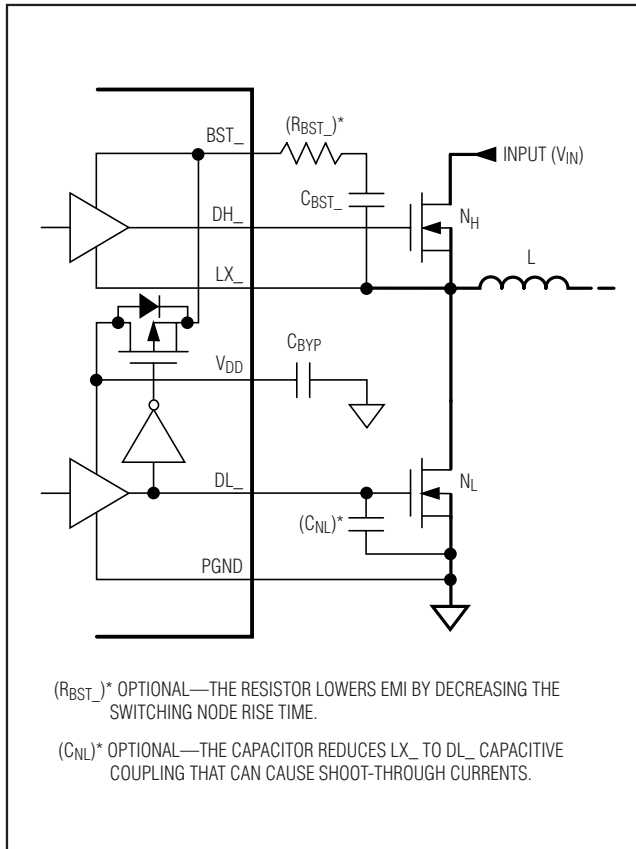 BST_
(RBST_)*
INPUT (VIN)
CBST_
DH_
NH
L
LX_
CBYP
VDD
DL_
NL
(CNL)*
PGND
(RBST_)* OPTIONAL—THE RESISTOR LOWERS EMI BY DECREASING THE
SWITCHING NODE RISE TIME.
(CNL)* OPTIONAL—THE CAPACITOR REDUCES LX_ TO DL_ CAPACITIVE
COUPLING THAT CAN CAUSE SHOOT-THROUGH CURRENTS.